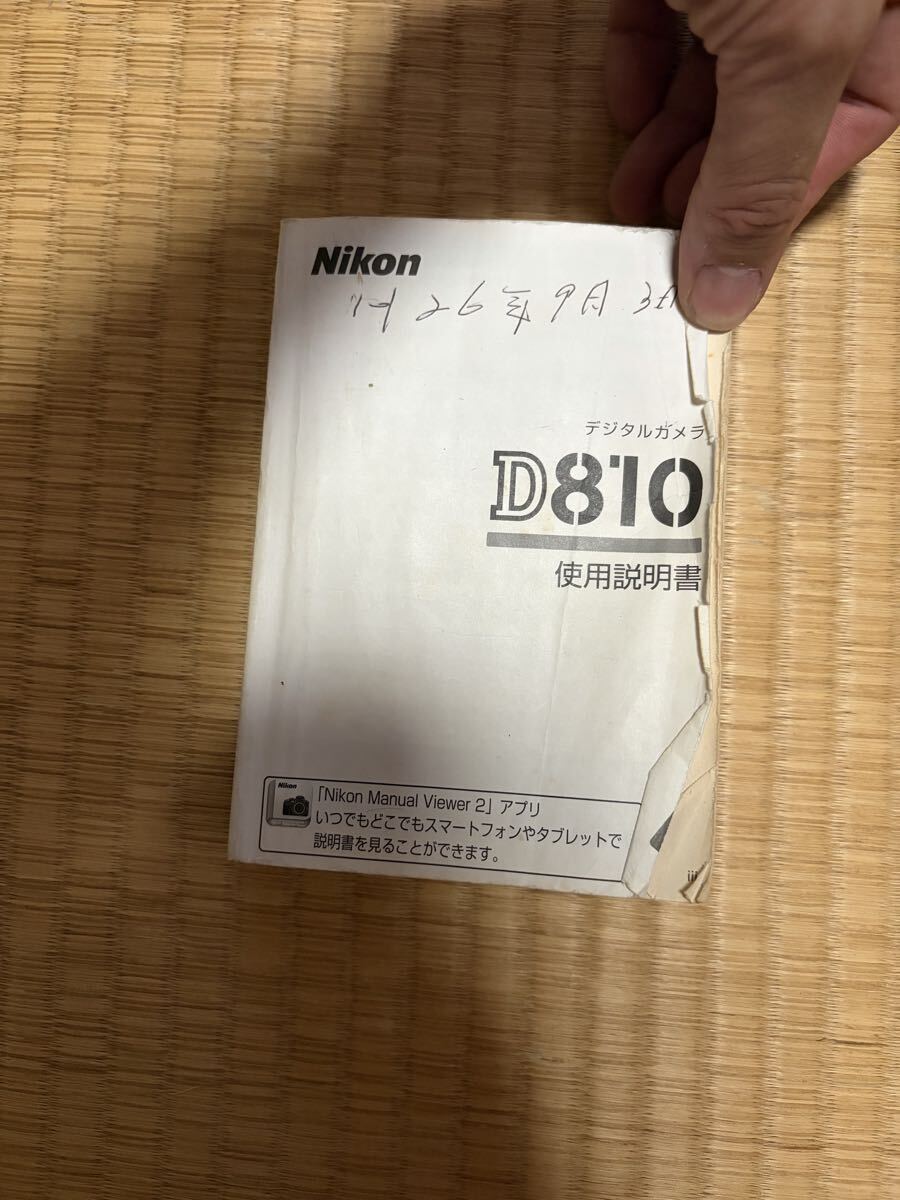 Nikon
26年9月3日
デジタルカメラ
D810
使用説明書
Nikon
「Nikon Manual Viewer 2」アプリ
いつでもどこでもスマートフォンやタブレットで
説明書を見ることができます。
iii